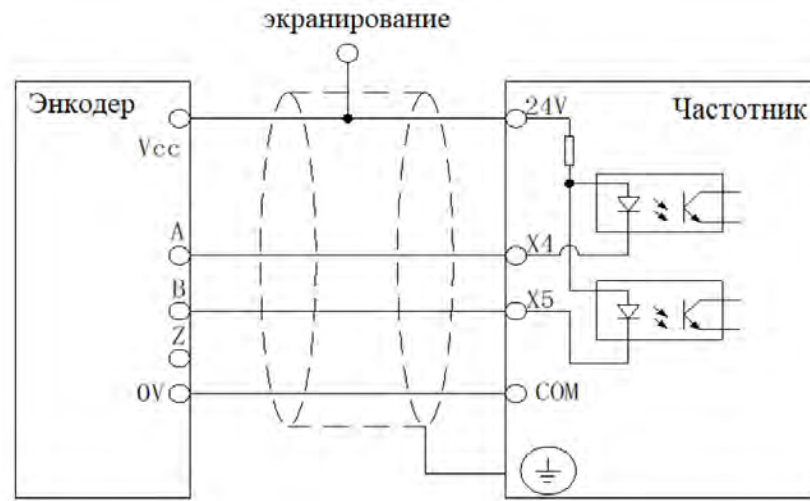 экранирование
Энкодер
24V
Частотник
Vcc
A
X4
B
X5
Z
0V
COM